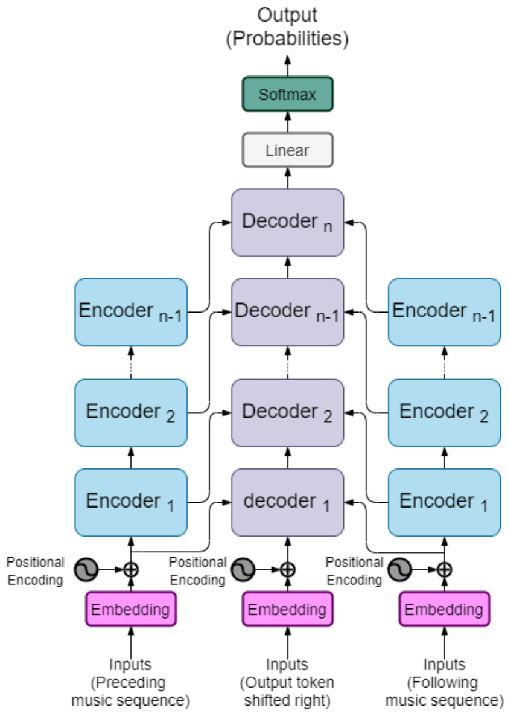 Output
(Probabilities)
Softmax
Linear
Decoder n
Encoder n-1
Decoder n-1
Encoder n-1
Encoder 2
Decoder 2
Encoder 2
Encoder 1
decoder 1
Encoder 1
Positional
Encoding
Positional
Encoding
Positional
Encoding
Embedding
Embedding
Embedding
Inputs
(Preceding
music sequence)
Inputs
(Output token
shifted right)
Inputs
(Following
music sequence)